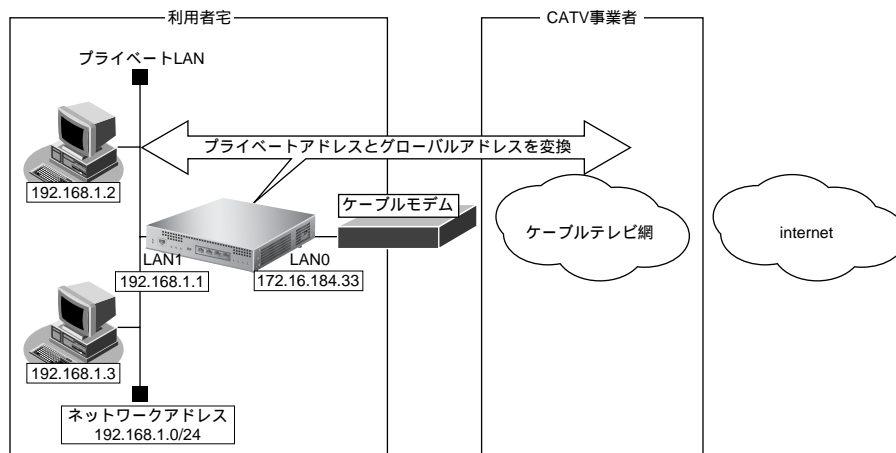 利用者宅
CATV事業者
プライベートLAN
プライベートアドレスとグローバルアドレスを変換
192.168.1.2
ケーブルモデム
ケーブルテレビ網
internet
LAN1
LAN0
192.168.1.1
172.16.184.33
192.168.1.3
ネットワークアドレス
192.168.1.0/24